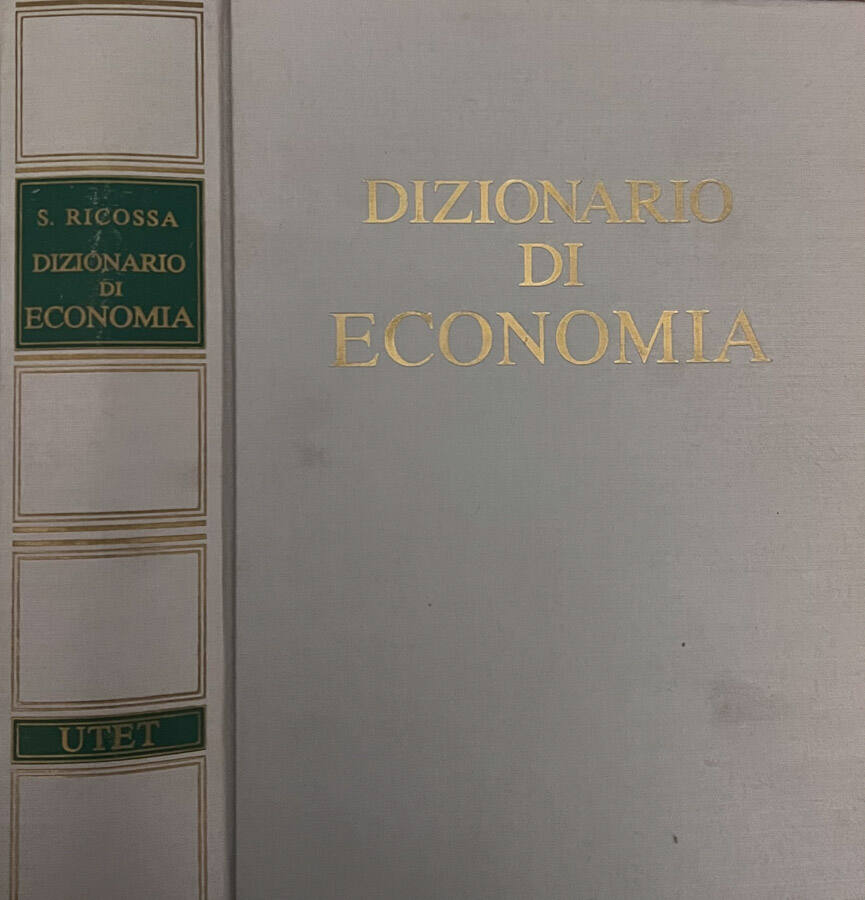 S. RICOSSA
DIZIONARIO
DI
ECONOMIA
UTET
DIZIONARIO
DI
ECONOMIA